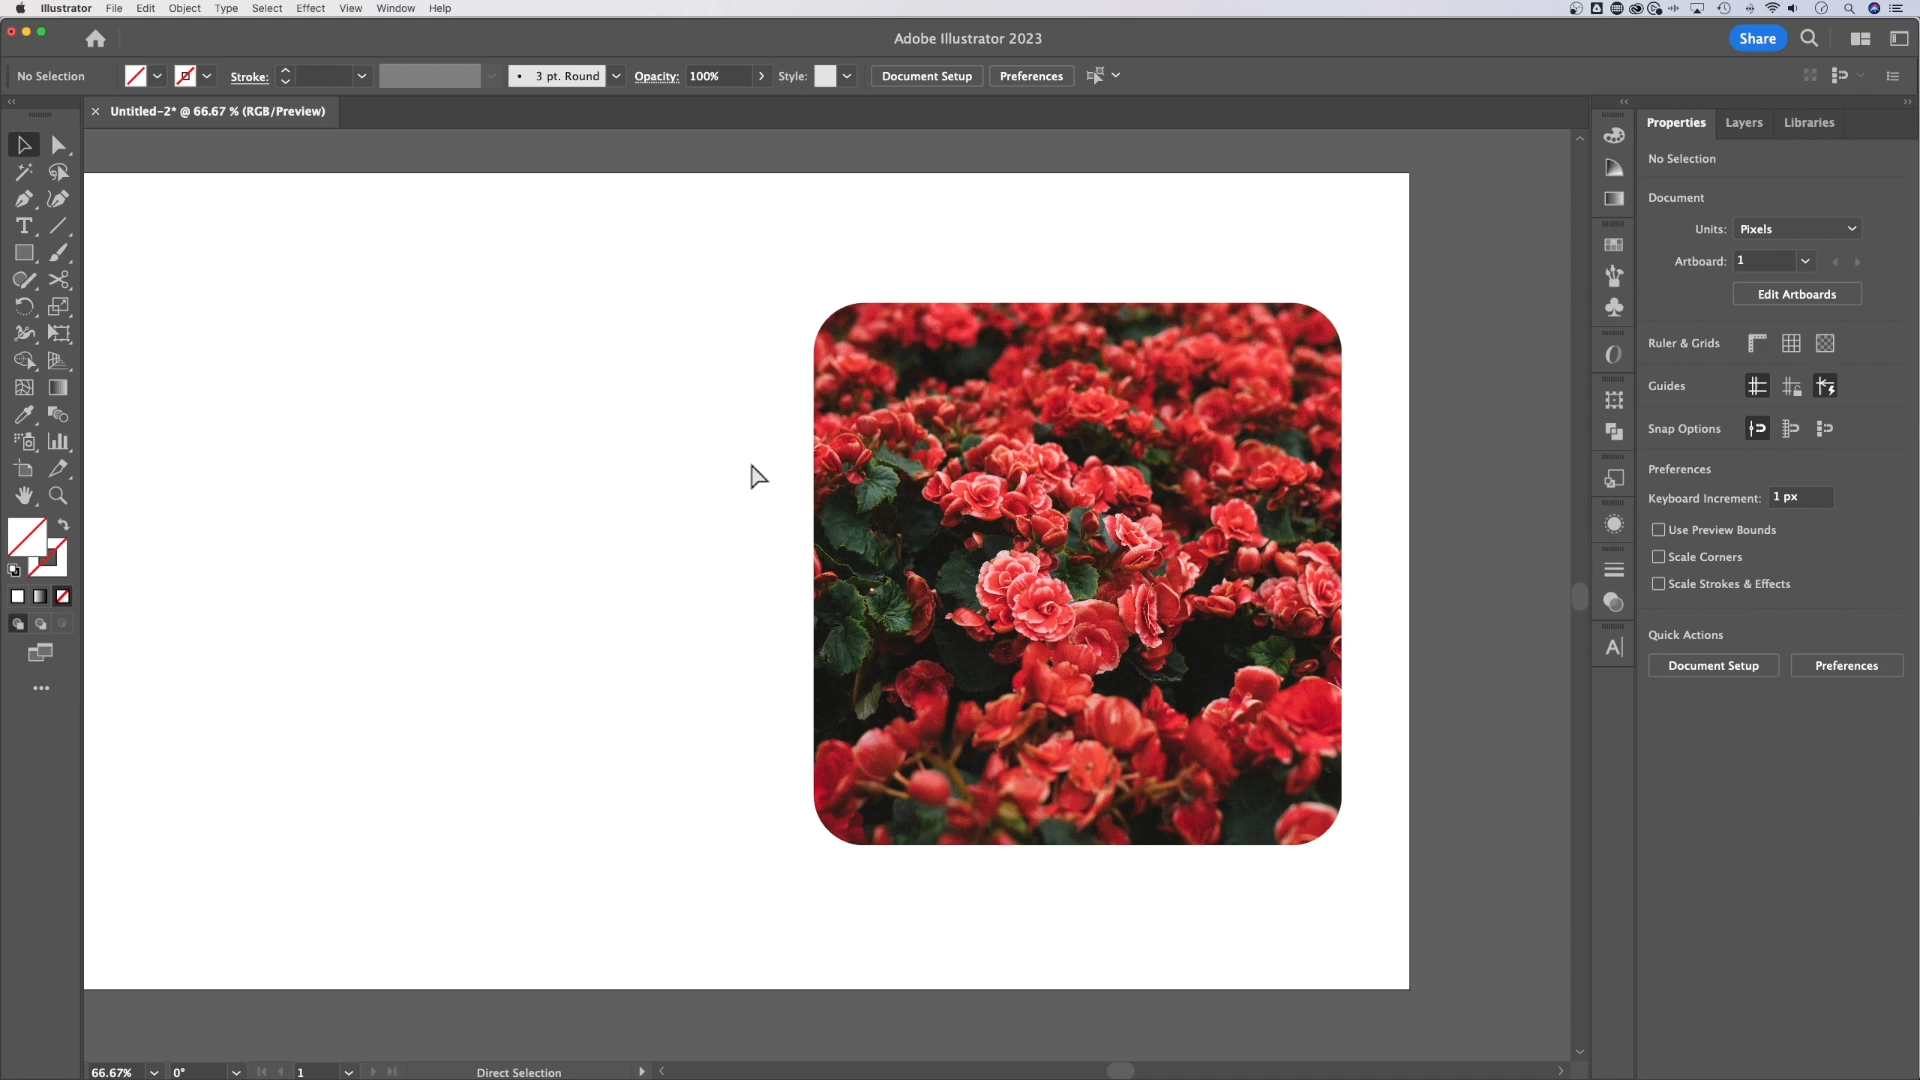 Illustrator File Edit Object Type Select Effect View Window Help
Adobe Illustrator 2023
Share
No Selection
Stroke:
3 pt. Round
Opacity: 100%
Style:
Document Setup
Preferences
× Untitled-2* @ 66.67 % (RGB/Preview)
Properties Layers Libraries
No Selection
Document
Units: Pixels
Artboard: 1
Edit Artboards
Ruler & Grids
Guides
Snap Options
Preferences
Keyboard Increment: 1 px
Use Preview Bounds
Scale Corners
Scale Strokes & Effects
Quick Actions
Document Setup Preferences
66.67% 0° 1 Direct Selection